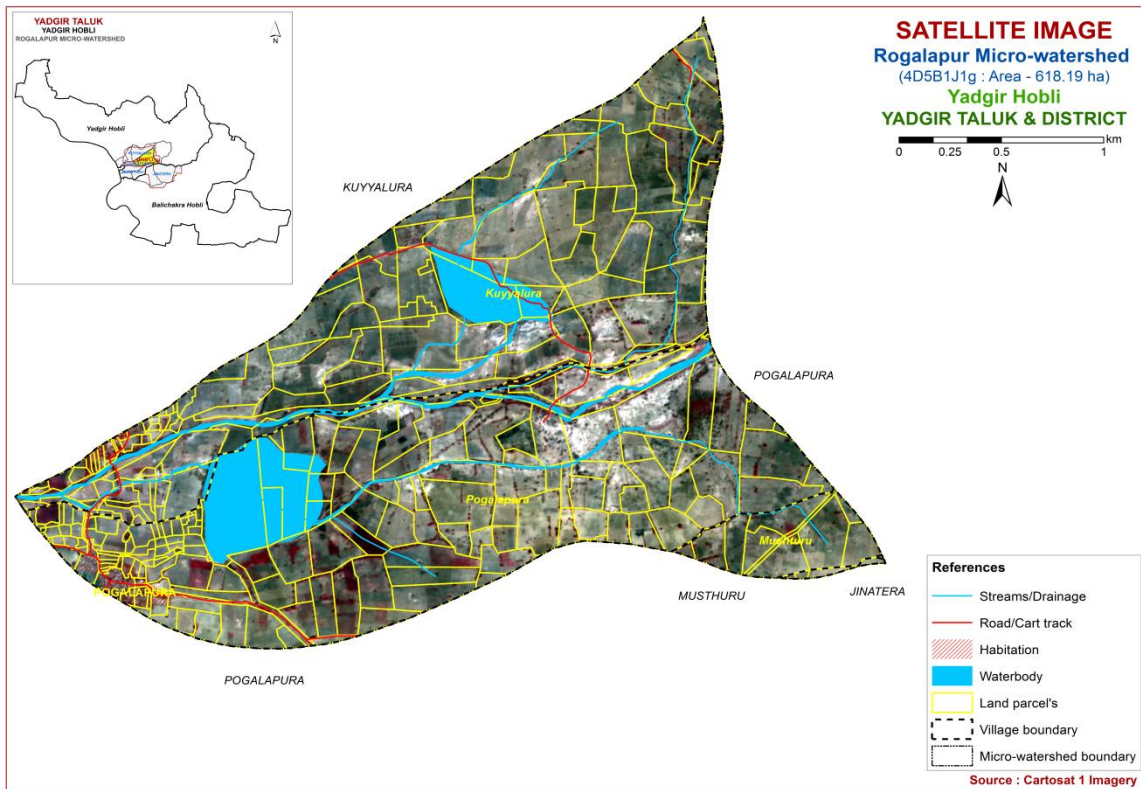 YADGIR TALUK
YADGIR HOBLI
ROGALAPUR MICRO-WATERSHED
N
Yadgir Hobli
Balichakra Hobli
SATELLITE IMAGE
Rogalapur Micro-watershed
(4D5B1J1g : Area - 618.19 ha)
Yadgir Hobli
YADGIR TALUK & DISTRICT
km
0 0.25 0.5 1
N
KUYYALURA
Kuyyalura
POGALAPURA
Pogalapura
Mushturu
POGALAPURA
MUSTHURU
JINATERA
POGALAPURA
References
Streams/Drainage
Road/Cart track
Habitation
Waterbody
Land parcel's
Village boundary
Micro-watershed boundary
Source : Cartosat 1 Imagery